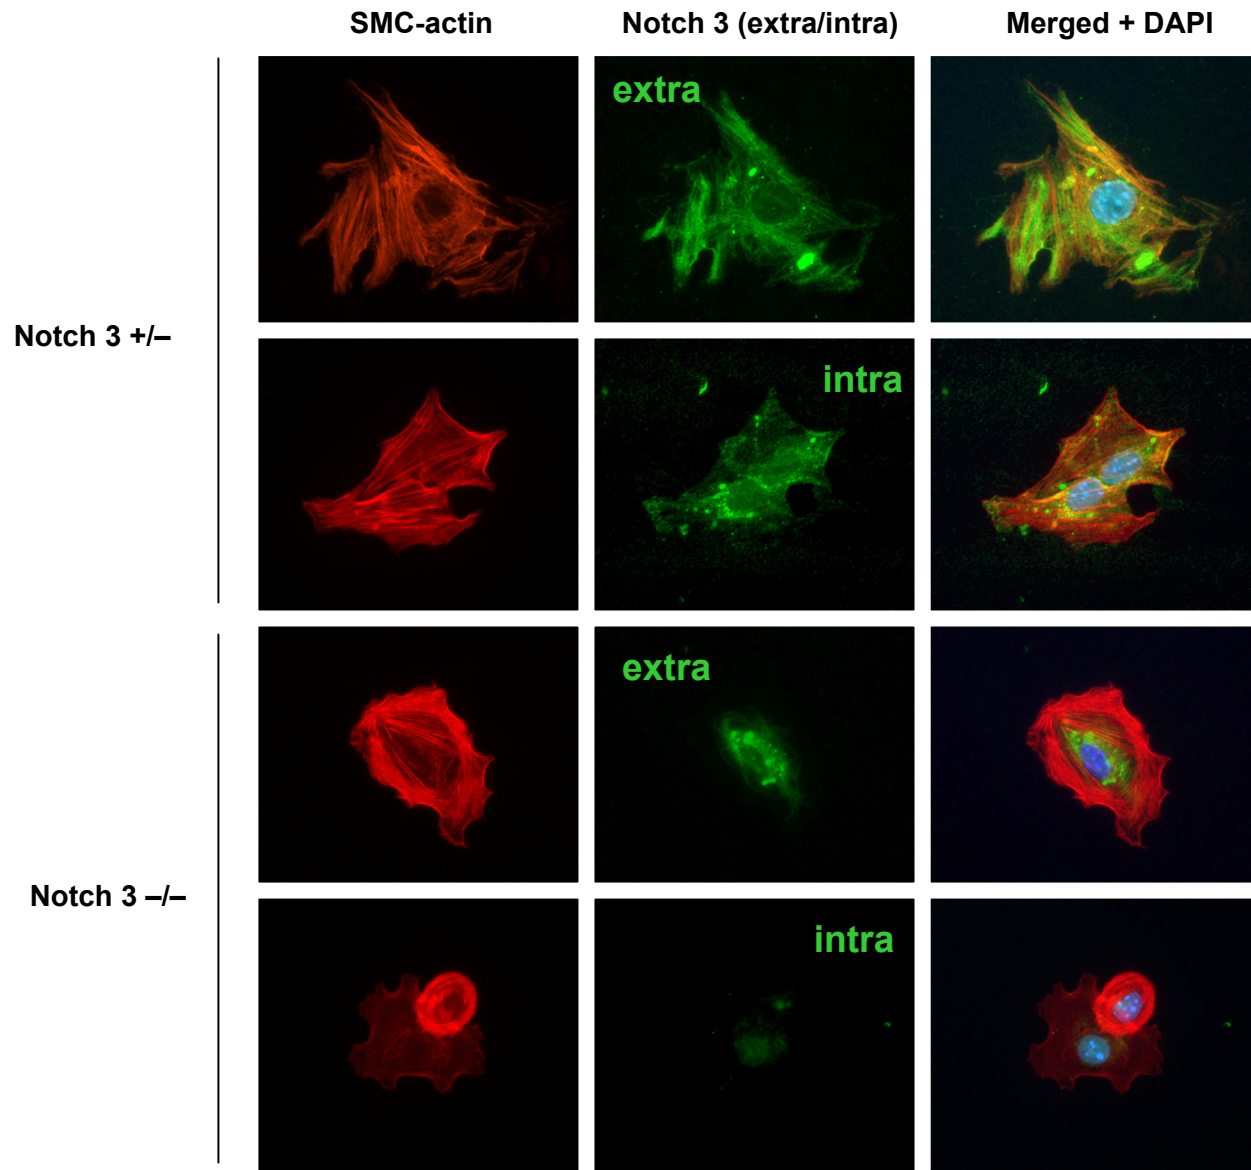 SMC-actin
Notch 3 (extra/intra)
Merged + DAPI
extra
Notch 3 +/–
intra
extra
Notch 3 –/–
intra